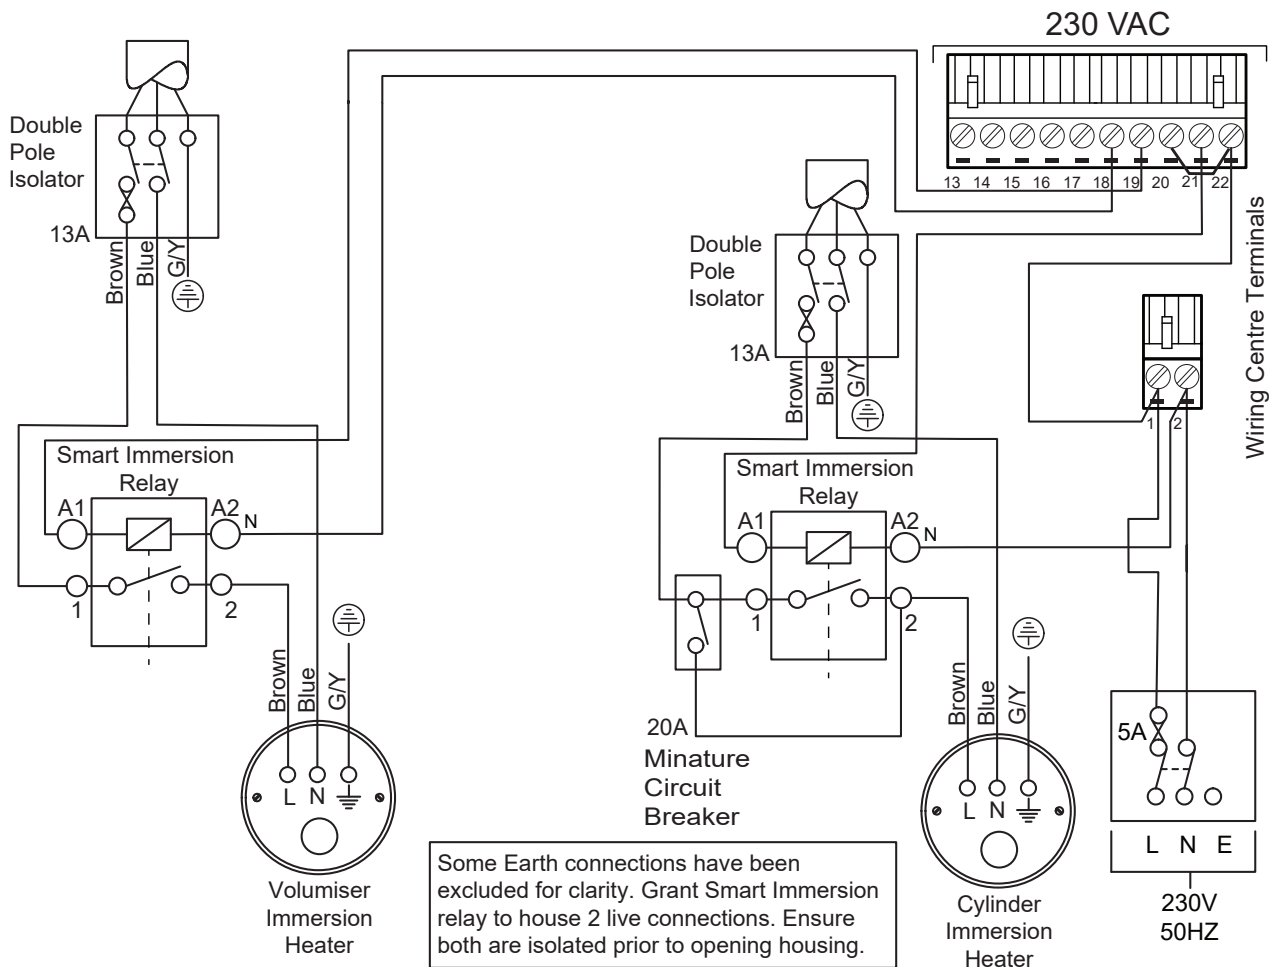 230 VAC
13 14 15 16 17 18 19 20 21 22
Wiring Centre Terminals
1 2
Double
Pole
Isolator
13A
Brown
Blue
G/Y
Smart Immersion
Relay
A1
A2
N
1
2
Brown
Blue
G/Y
L N
Volumiser
Immersion
Heater
Double
Pole
Isolator
13A
Brown
Blue
G/Y
Smart Immersion
Relay
A1
A2
N
1
2
20A
Minature
Circuit
Breaker
Brown
Blue
G/Y
L N
Cylinder
Immersion
Heater
5A
L N E
230V
50HZ
Some Earth connections have been
excluded for clarity. Grant Smart Immersion
relay to house 2 live connections. Ensure
both are isolated prior to opening housing.